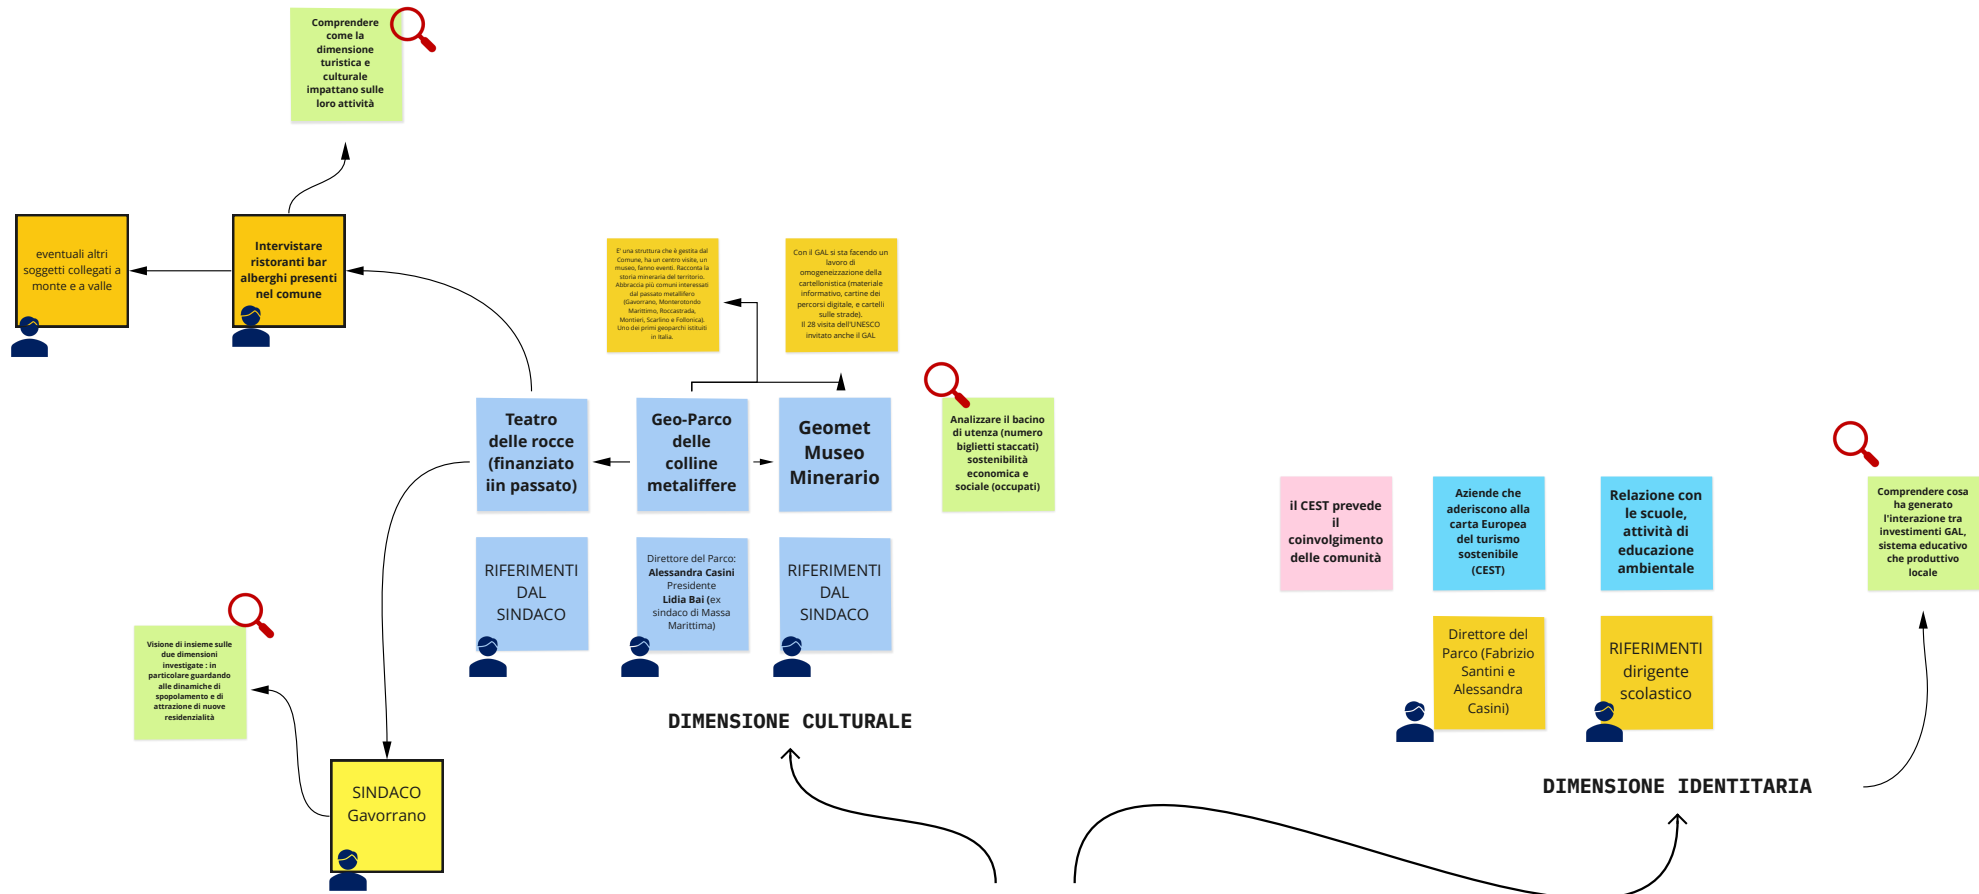 Comprendere
come la
dimensione
turistica e
culturale
impattano sulle
loro attività
eventuali altri
soggetti collegati a
monte e a valle
Intervistare
ristoranti bar
alberghi presenti
nel comune
E' una struttura che è gestita dal
Comune, ha un centro visite, un
museo, fanno eventi. Racconta la
storia mineraria del territorio.
Abbraccia più comuni interessati
dal passato metallifero
(Gavorrano, Monterotondo
Marittimo, Roccastrada,
Montieri, Scarlino e Follonica).
Uno dei primi geoparchi istituiti
in Italia.
Con il GAL si sta facendo un
lavoro di
omogeneizzazione della
cartellonistica (materiale
informativo, cartine dei
percorsi digitale, e cartelli
sulle strade).
Il 28 visita dell'UNESCO
invitato anche il GAL
Teatro
delle rocce
(finanziato
iin passato)
Geo-Parco
delle
colline
metaliffere
Geomet
Museo
Minerario
Analizzare il bacino
di utenza (numero
biglietti staccati)
sostenibilità
economica e
sociale (occupati)
il CEST prevede
il
coinvolgimento
delle comunità
Aziende che
aderiscono alla
carta Europea
del turismo
sostenibile
(CEST)
Relazione con
le scuole,
attività di
educazione
ambientale
Comprendere cosa
ha generato
l'interazione tra
investimenti GAL,
sistema educativo
che produttivo
locale
RIFERIMENTI
DAL
SINDACO
Direttore del Parco:
Alessandra Casini
Presidente
Lidia Bai (ex
sindaco di Massa
Marittima)
RIFERIMENTI
DAL
SINDACO
Direttore del
Parco (Fabrizio
Santini e
Alessandra
Casini)
RIFERIMENTI
dirigente
scolastico
Visione di insieme sulle
due dimensioni
investigate : in
particolare guardando
alle dinamiche di
spopolamento e di
attrazione di nuove
residenzialità
DIMENSIONE CULTURALE
DIMENSIONE IDENTITARIA
SINDACO
Gavorrano